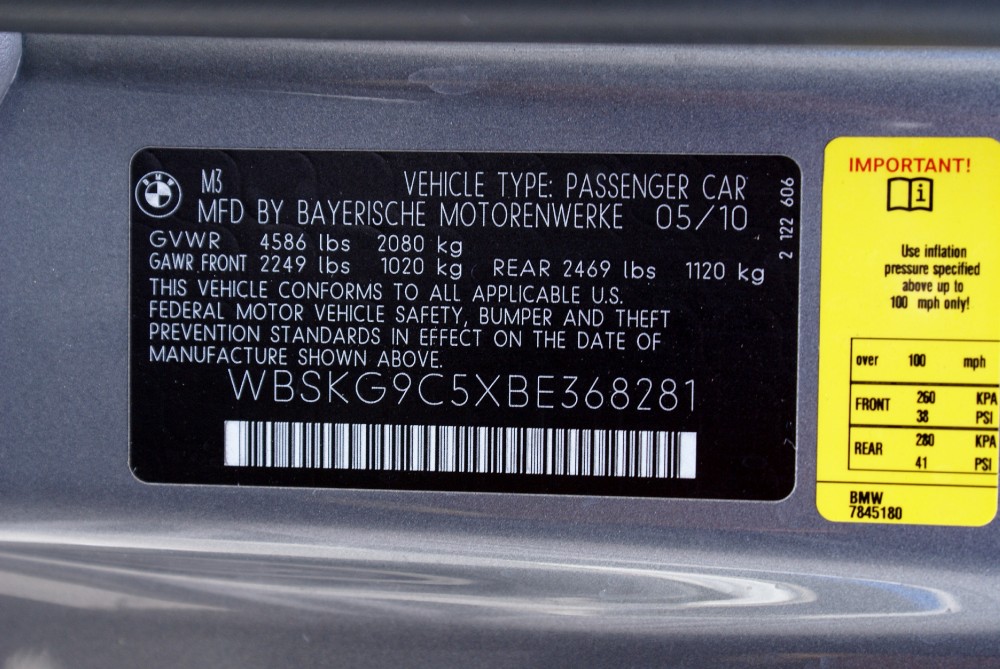 BMW
M3 VEHICLE TYPE: PASSENGER CAR
MFD BY BAYERISCHE MOTORENWERKE 05/10
GVWR 4586 lbs 2080 kg
GAWR FRONT 2249 lbs 1020 kg REAR 2469 lbs 1120 kg
THIS VEHICLE CONFORMS TO ALL APPLICABLE U.S.
FEDERAL MOTOR VEHICLE SAFETY, BUMPER AND THEFT
PREVENTION STANDARDS IN EFFECT ON THE DATE OF
MANUFACTURE SHOWN ABOVE.
WBSKG9C5XBE368281
2 122 606
IMPORTANT!
i
Use inflation
pressure specified
above up to
100 mph only!
over 100 mph
FRONT 260 KPA
38 PSI
REAR 280 KPA
41 PSI
BMW
7845180